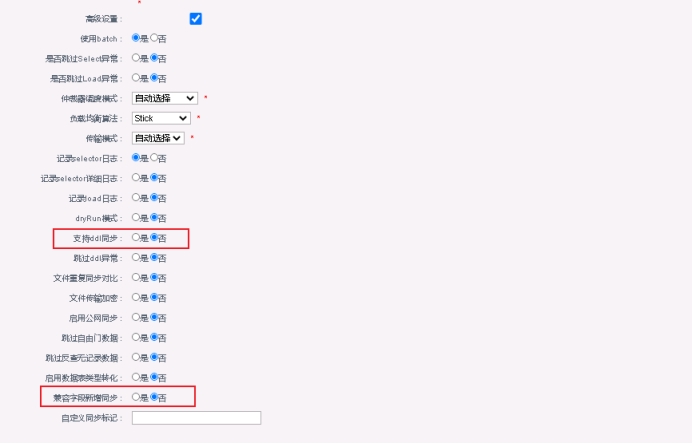 *
高级设置：
使用batch：是否
是否跳过Select异常：是否
是否跳过Load异常：是否
仲裁器调度模式：自动选择 *
负载均衡算法：Stick *
传输模式：自动选择 *
记录selector日志：是否
记录selector详细日志：是否
记录load日志：是否
dryRun模式：是否
支持ddl同步：是否
跳过ddl异常：是否
文件重复同步对比：是否
文件传输加密：是否
启用公网同步：是否
跳过自由门数据：是否
跳过反查无记录数据：是否
启用数据表类型转化：是否
兼容字段新增同步：是否
自定义同步标记：